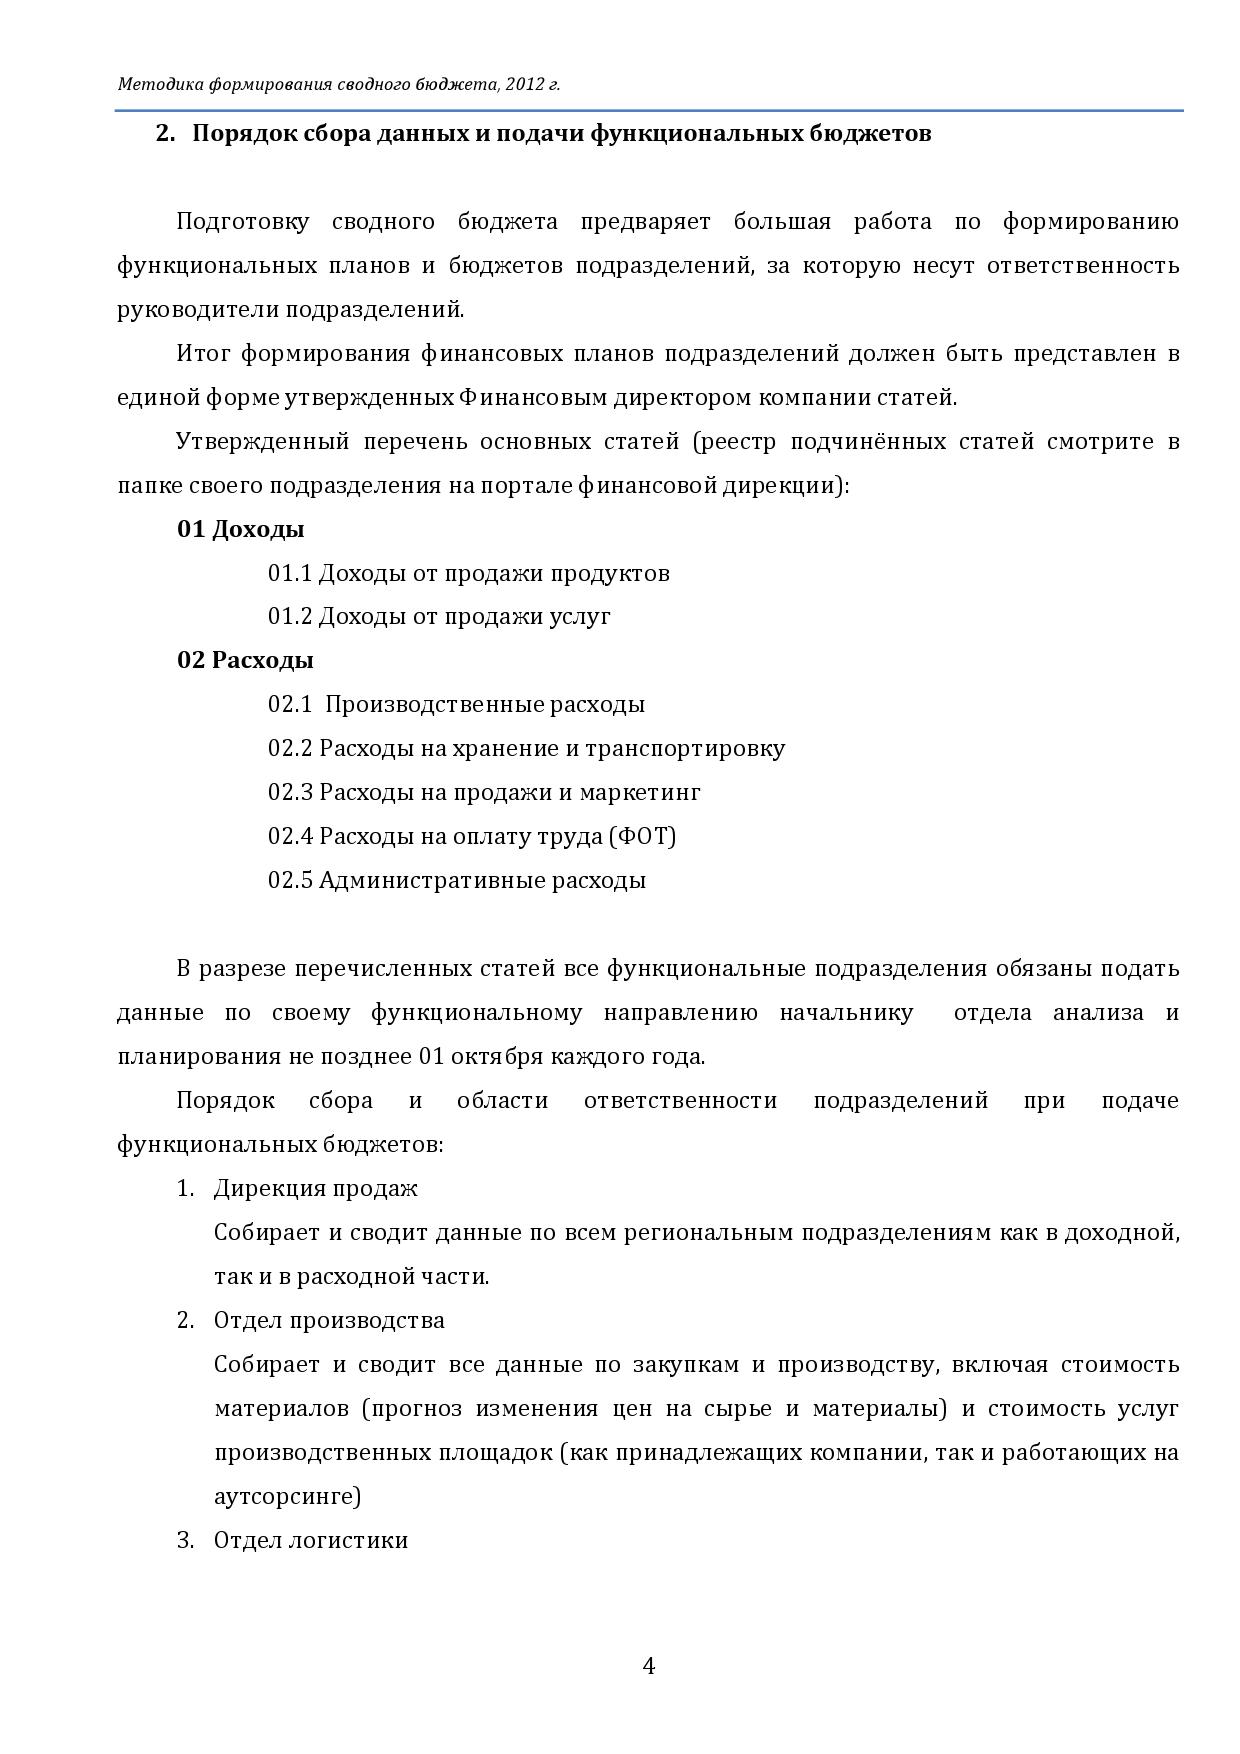 Методика формирования сводного бюджета, 2012 г.
2. Порядок сбора данных и подачи функциональных бюджетов
Подготовку сводного бюджета предваряет большая работа по формированию
функциональных планов и бюджетов подразделений, за которую несут ответственность
руководители подразделений.
Итог формирования финансовых планов подразделений должен быть представлен в
единой форме утвержденных Финансовым директором компании статей.
Утвержденный перечень основных статей (реестр подчинённых статей смотрите в
папке своего подразделения на портале финансовой дирекции):
01 Доходы
01.1 Доходы от продажи продуктов
01.2 Доходы от продажи услуг
02 Расходы
02.1 Производственные расходы
02.2 Расходы на хранение и транспортировку
02.3 Расходы на продажи и маркетинг
02.4 Расходы на оплату труда (ФОТ)
02.5 Административные расходы
В разрезе перечисленных статей все функциональные подразделения обязаны подать
данные по своему функциональному направлению начальнику отдела анализа и
планирования не позднее 01 октября каждого года.
Порядок сбора и области ответственности подразделений при подаче
функциональных бюджетов:
1. Дирекция продаж
Собирает и сводит данные по всем региональным подразделениям как в доходной,
так и в расходной части.
2. Отдел производства
Собирает и сводит все данные по закупкам и производству, включая стоимость
материалов (прогноз изменения цен на сырье и материалы) и стоимость услуг
производственных площадок (как принадлежащих компании, так и работающих на
аутсорсинге)
3. Отдел логистики
4